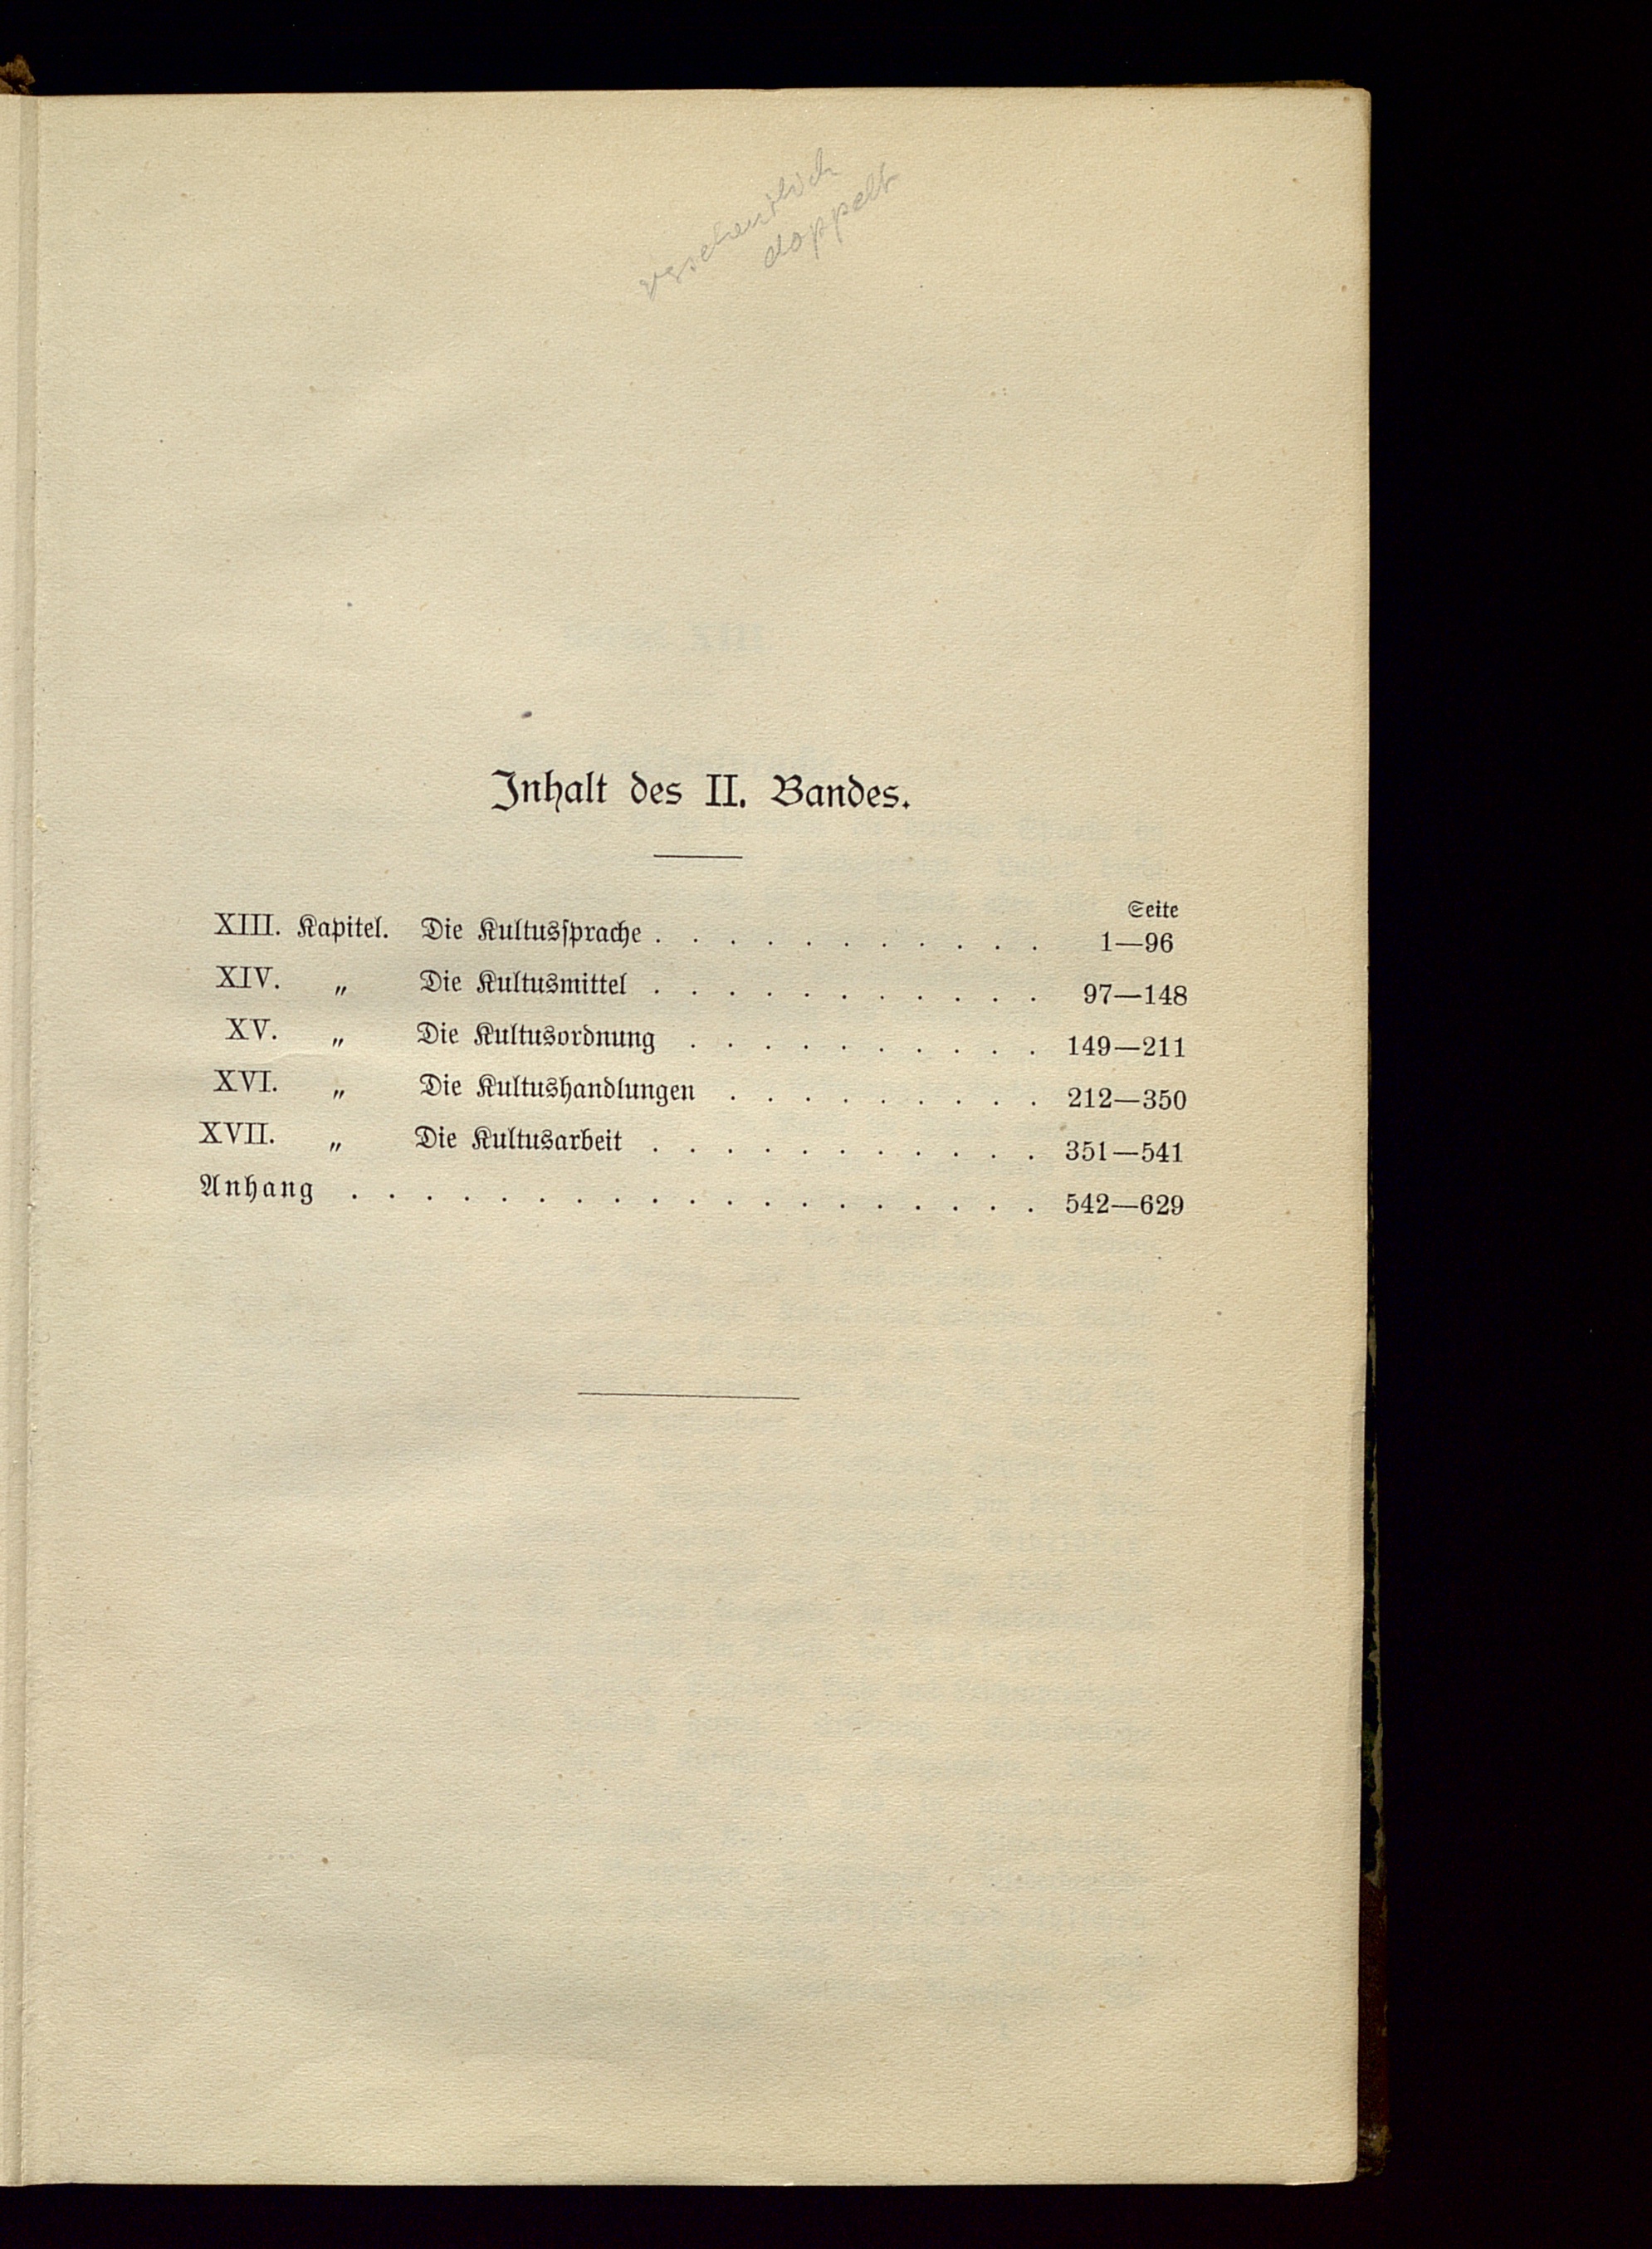 versehentlich
doppelt
Inhalt des II. Bandes.
Seite
XIII. Kapitel. Die Kultussprache . . . . . . . . . . . 1—96
XIV. „ Die Kultusmittel . . . . . . . . . . . 97—148
XV. „ Die Kultusordnung . . . . . . . . . . 149—211
XVI. „ Die Kultushandlungen . . . . . . . . . 212—350
XVII. „ Die Kultusarbeit . . . . . . . . . . . 351—541
Anhang . . . . . . . . . . . . . . . . . . . 542—629